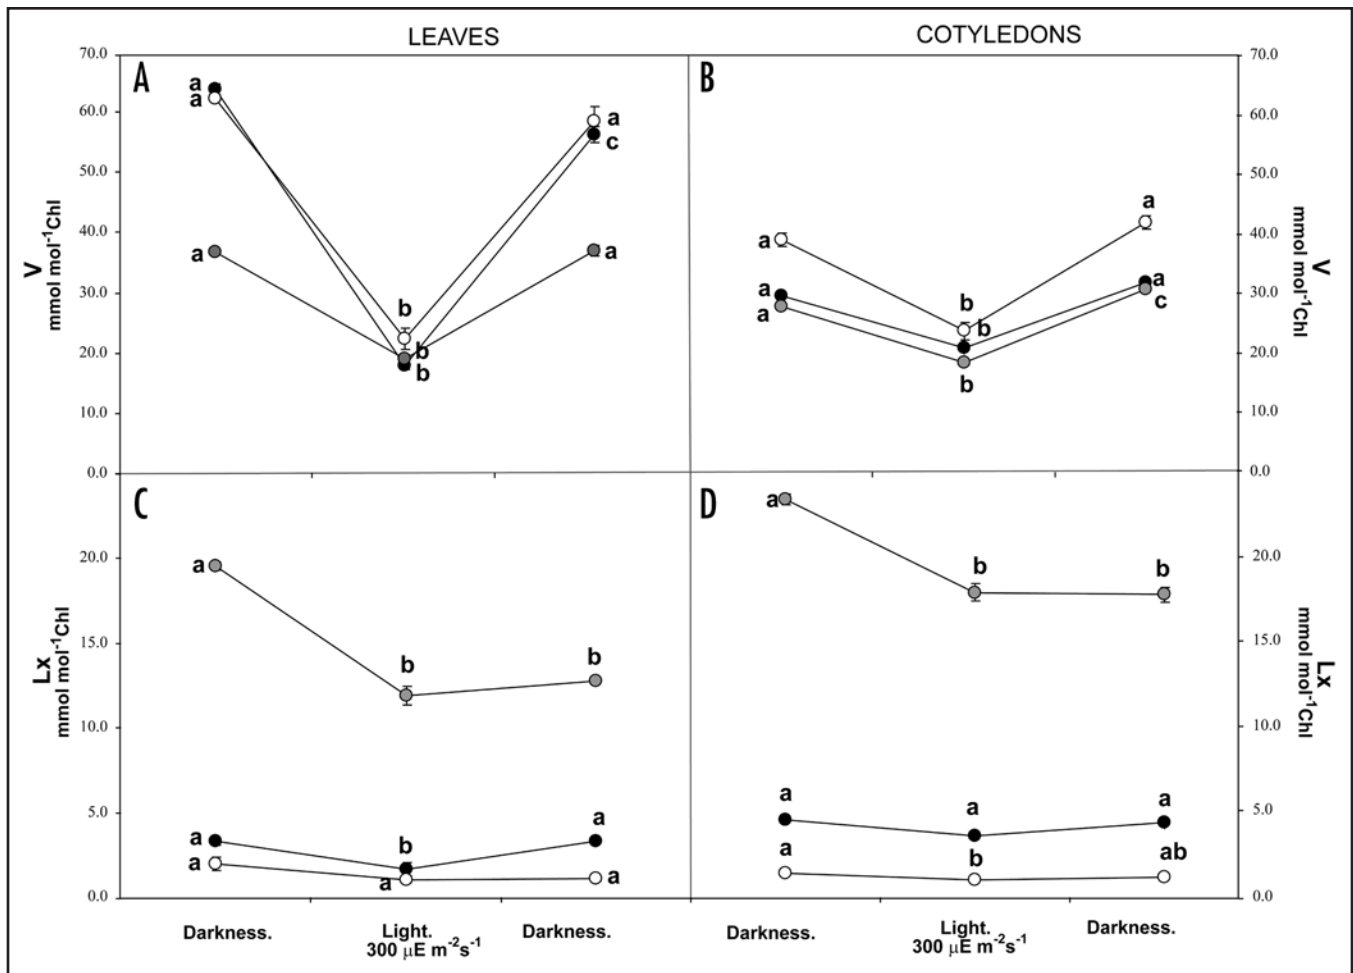 LEAVES
COTYLEDONS
A
70.0
60.0
50.0
40.0
30.0
20.0
10.0
0.0
V
mmol mol⁻¹Chl
a
a
a
b
b
b
a
c
a
B
70.0
60.0
50.0
40.0
30.0
20.0
10.0
0.0
V
mmol mol⁻¹Chl
a
a
a
b
b
b
a
a
c
C
20.0
15.0
10.0
5.0
0.0
Lx
mmol mol⁻¹Chl
a
b
b
a
b
a
a
a
a
D
20.0
15.0
10.0
5.0
0.0
Lx
mmol mol⁻¹Chl
a
b
b
a
a
a
a
b
ab
Darkness.
Light.
300 µE m⁻²s⁻¹
Darkness.
Darkness.
Light.
300 µE m⁻²s⁻¹
Darkness.